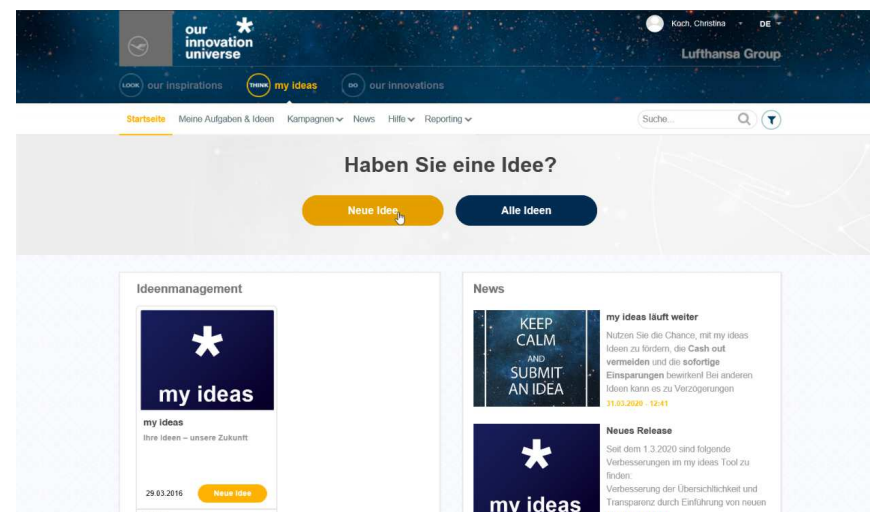 our
innovation
universe
Koch, Christina
DE
Lufthansa Group
LOOK our inspirations
THINK my ideas
DO our innovations
Startseite Meine Aufgaben & Ideen Kampagnen News Hilfe Reporting
Suche...
Haben Sie eine Idee?
Neue Idee
Alle Ideen
Ideenmanagement
my ideas
my ideas
Ihre Ideen – unsere Zukunft
29.03.2016
Neue Idee
News
KEEP
CALM
AND
SUBMIT
AN IDEA
my ideas läuft weiter
Nutzen Sie die Chance, mit my ideas
Ideen zu fördern, die Cash out
vermeiden und die sofortige
Einsparungen bewirken! Bei anderen
Ideen kann es zu Verzögerungen
31.03.2020 - 12:41
my ideas
Neues Release
Seit dem 1.3.2020 sind folgende
Verbesserungen im my ideas Tool zu
finden:
Verbesserung der Übersichtlichkeit und
Transparenz durch Einführung von neuen